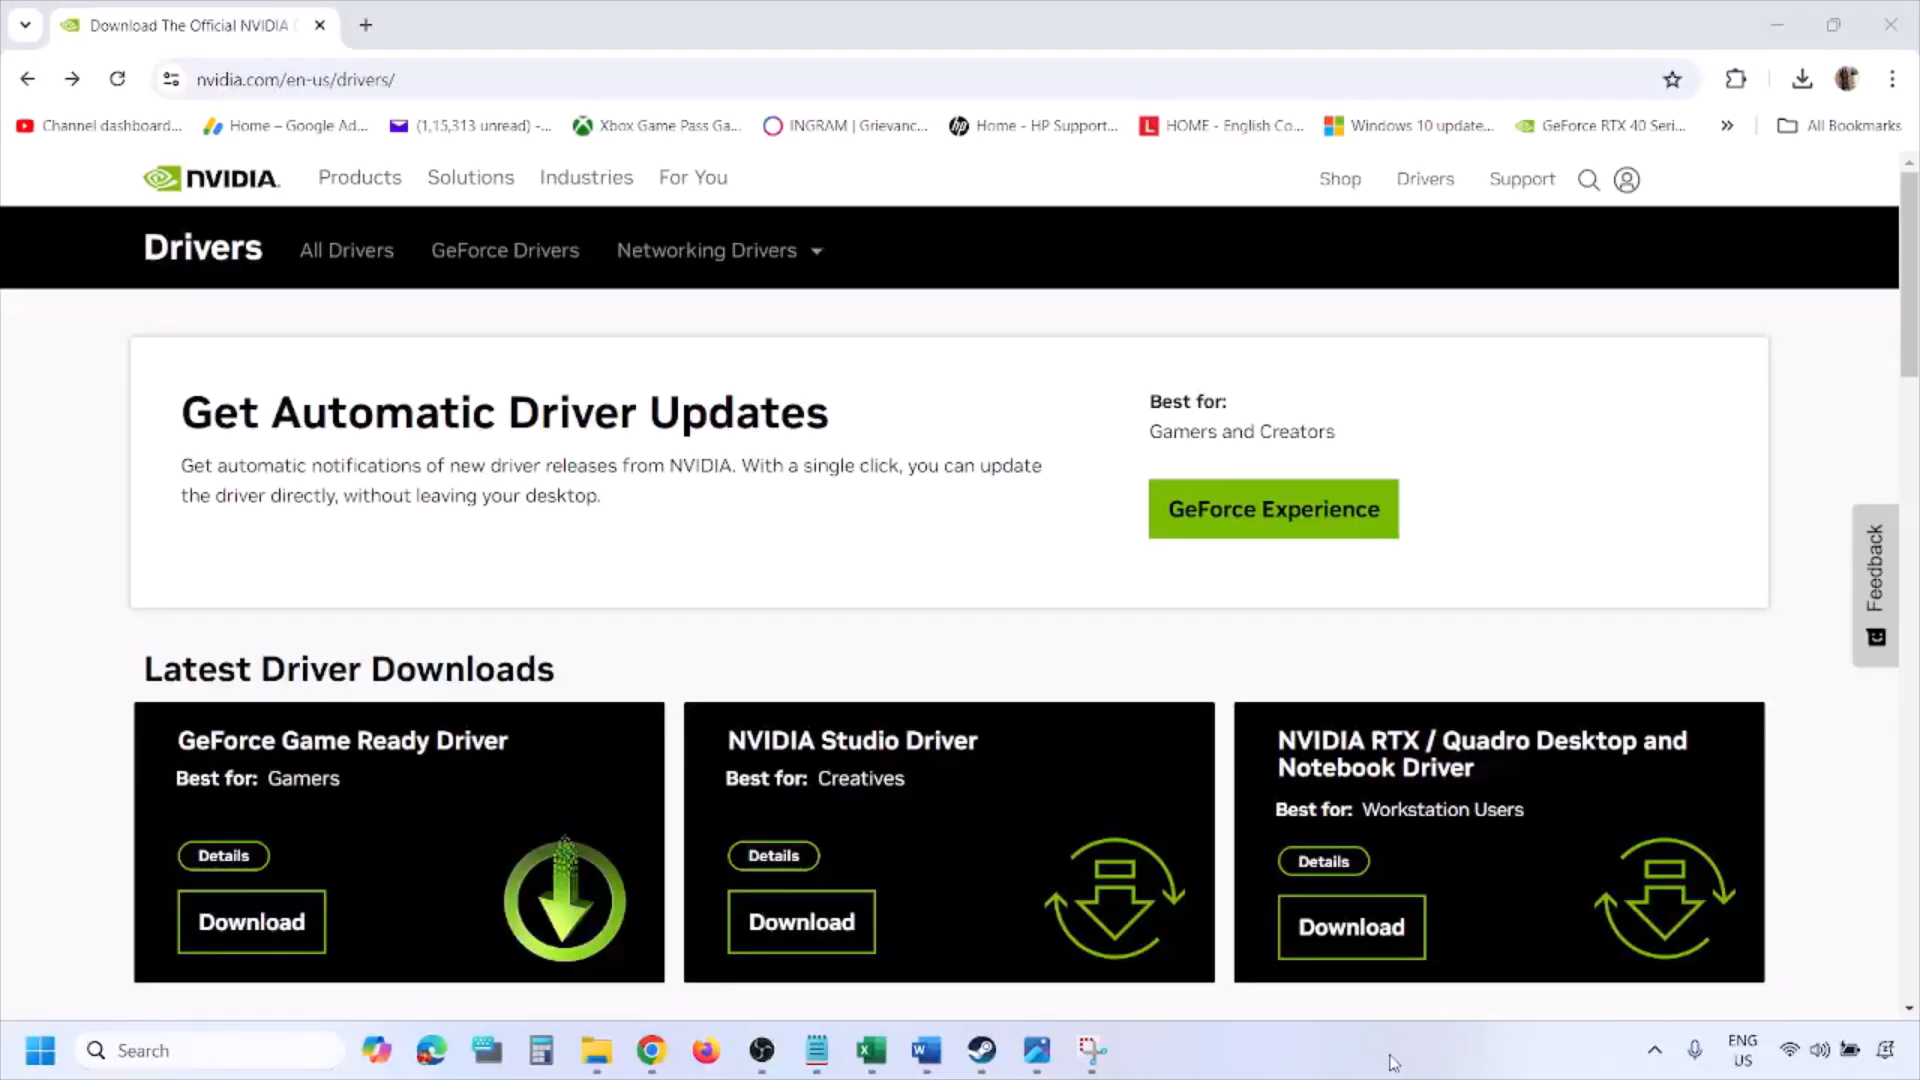 Download The Official NVIDIA
nvidia.com/en-us/drivers/
Channel dashboard... Home – Google Ad... (1,15,313 unread) -... Xbox Game Pass Ga... INGRAM | Grievanc... Home - HP Support... HOME - English Co... Windows 10 update... GeForce RTX 40 Seri... All Bookmarks
NVIDIA. Products Solutions Industries For You Shop Drivers Support
Drivers All Drivers GeForce Drivers Networking Drivers
Get Automatic Driver Updates
Get automatic notifications of new driver releases from NVIDIA. With a single click, you can update
the driver directly, without leaving your desktop.
Best for:
Gamers and Creators
GeForce Experience
Feedback
Latest Driver Downloads
GeForce Game Ready Driver
Best for: Gamers
Details
Download
NVIDIA Studio Driver
Best for: Creatives
Details
Download
NVIDIA RTX / Quadro Desktop and
Notebook Driver
Best for: Workstation Users
Details
Download
Search
ENG
US